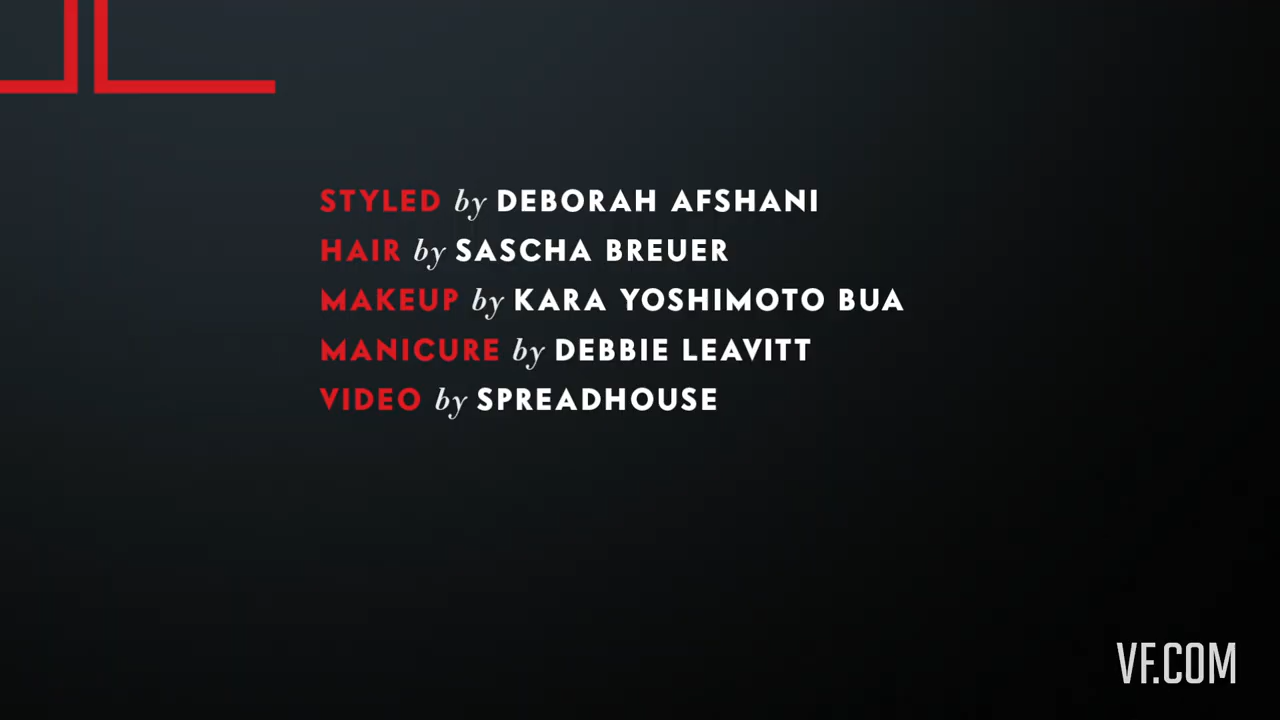 STYLED by DEBORAH AFSHANI
HAIR by SASCHA BREUER
MAKEUP by KARA YOSHIMOTO BUA
MANICURE by DEBBIE LEAVITT
VIDEO by SPREADHOUSE
VF.COM